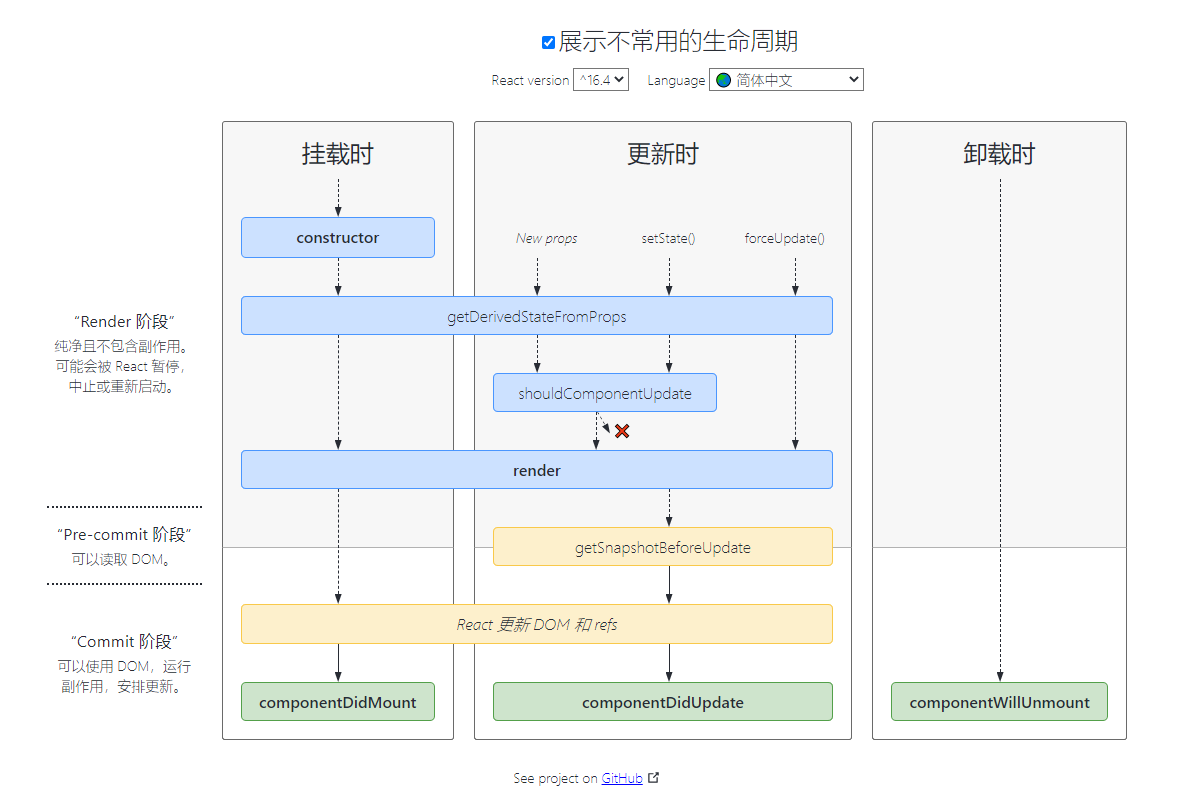 展示不常用的生命周期
React version ^16.4 Language 简体中文
挂载时
更新时
卸载时
constructor
New props
setState()
forceUpdate()
getDerivedStateFromProps
“Render 阶段”
纯净且不包含副作用。
可能会被 React 暂停，
中止或重新启动。
shouldComponentUpdate
render
“Pre-commit 阶段”
可以读取 DOM。
getSnapshotBeforeUpdate
React 更新 DOM 和 refs
“Commit 阶段”
可以使用 DOM，运行
副作用，安排更新。
componentDidMount
componentDidUpdate
componentWillUnmount
See project on GitHub